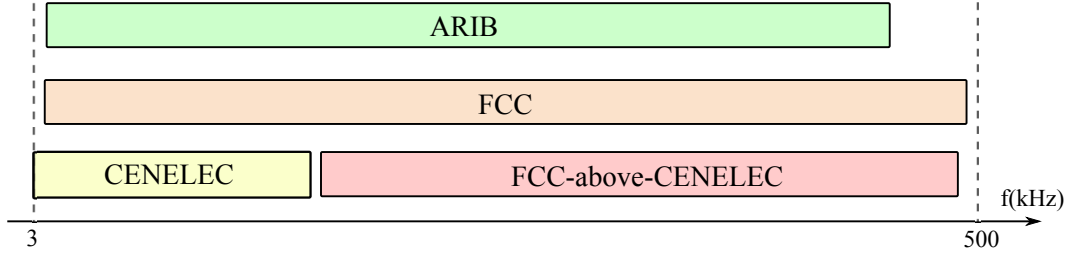 ARIB
FCC
CENELEC
FCC-above-CENELEC
f(kHz)
3
500